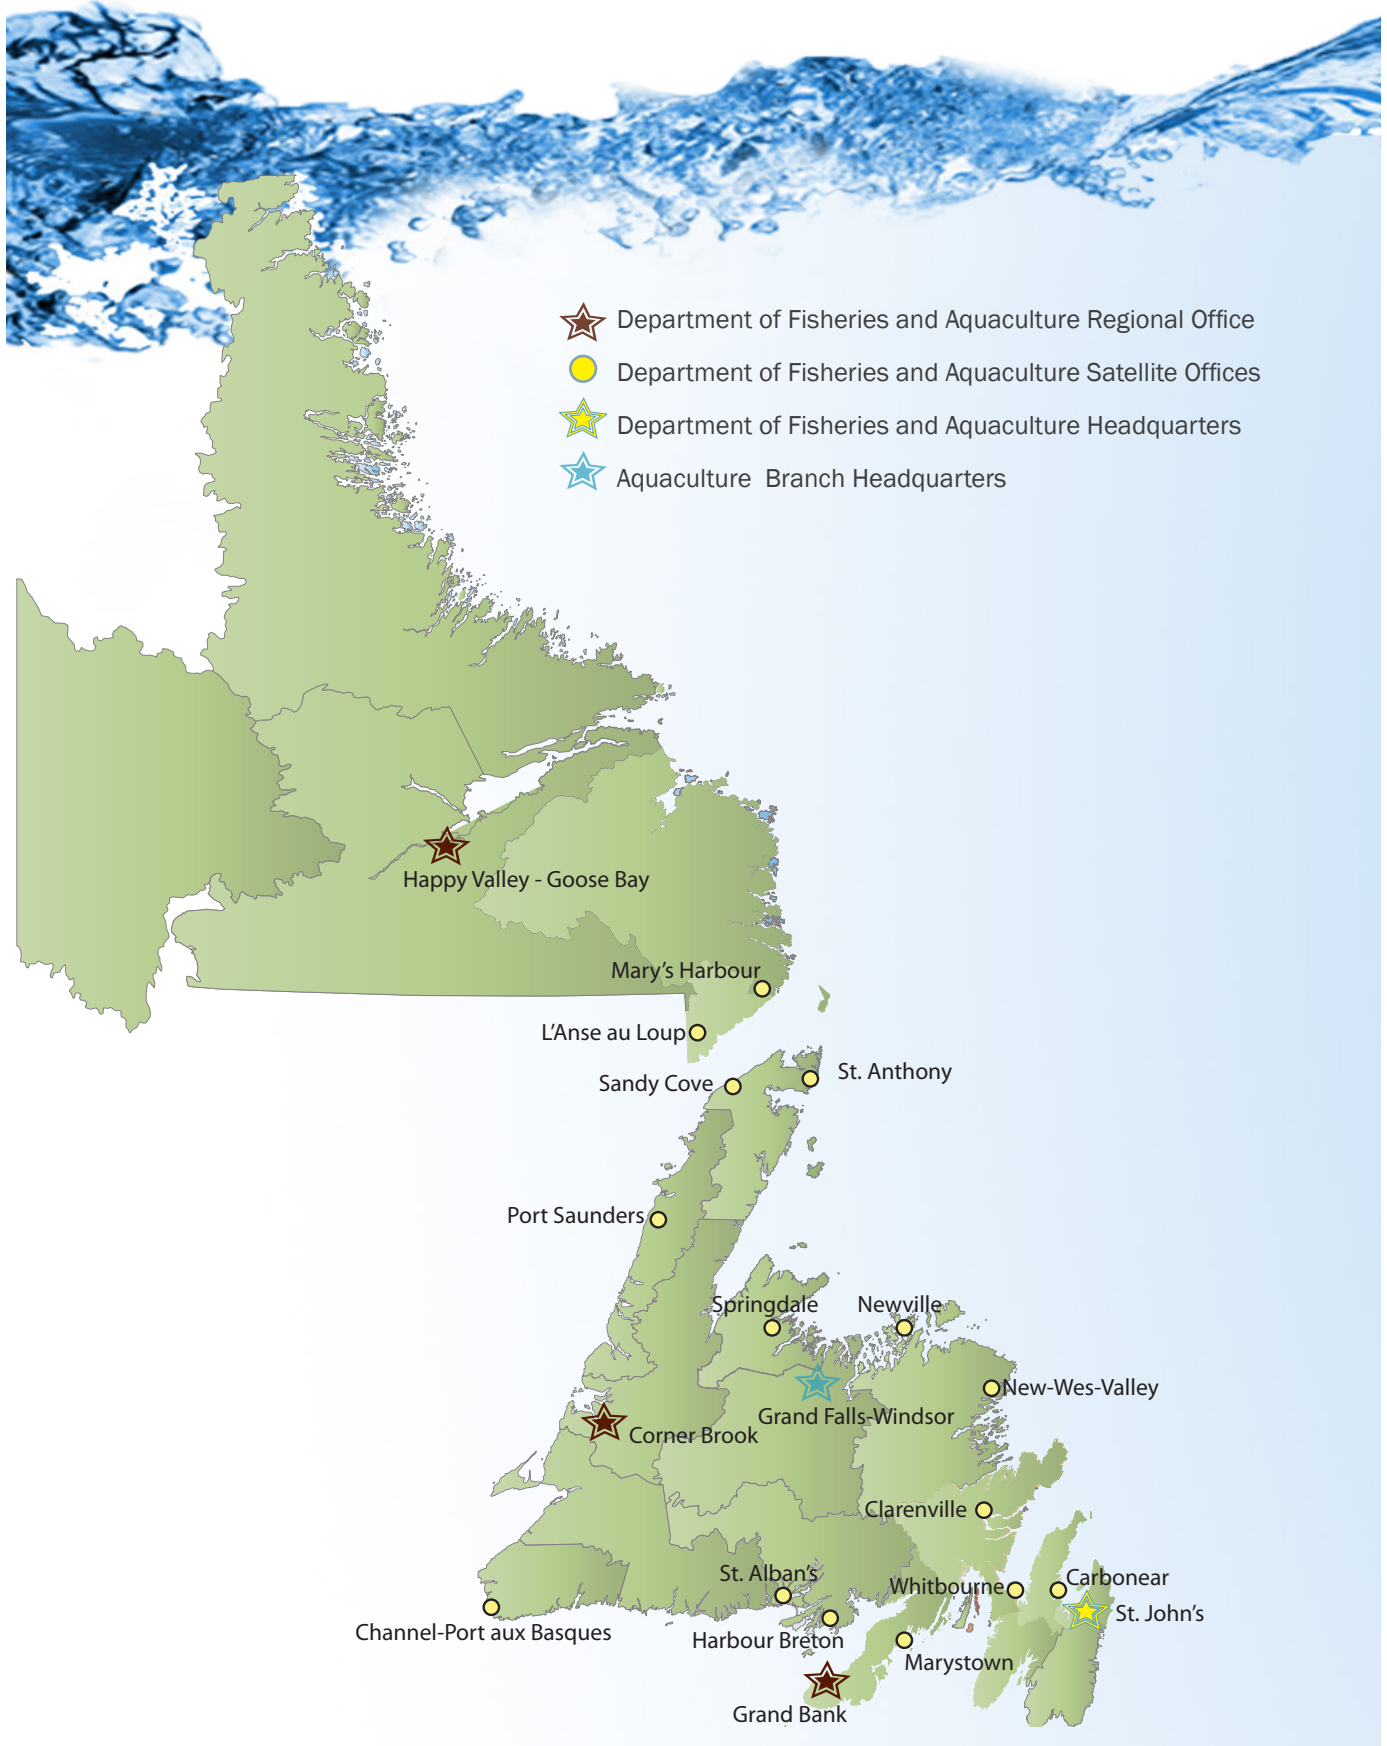 Department of Fisheries and Aquaculture Regional Office
Department of Fisheries and Aquaculture Satellite Offices
Department of Fisheries and Aquaculture Headquarters
Aquaculture Branch Headquarters
Happy Valley - Goose Bay
Mary's Harbour
L'Anse au Loup
St. Anthony
Sandy Cove
Port Saunders
Springdale
Newville
New-Wes-Valley
Grand Falls-Windsor
Corner Brook
Clarenville
St. Alban's
Whitbourne
Carbonear
St. John's
Channel-Port aux Basques
Harbour Breton
Marystown
Grand Bank